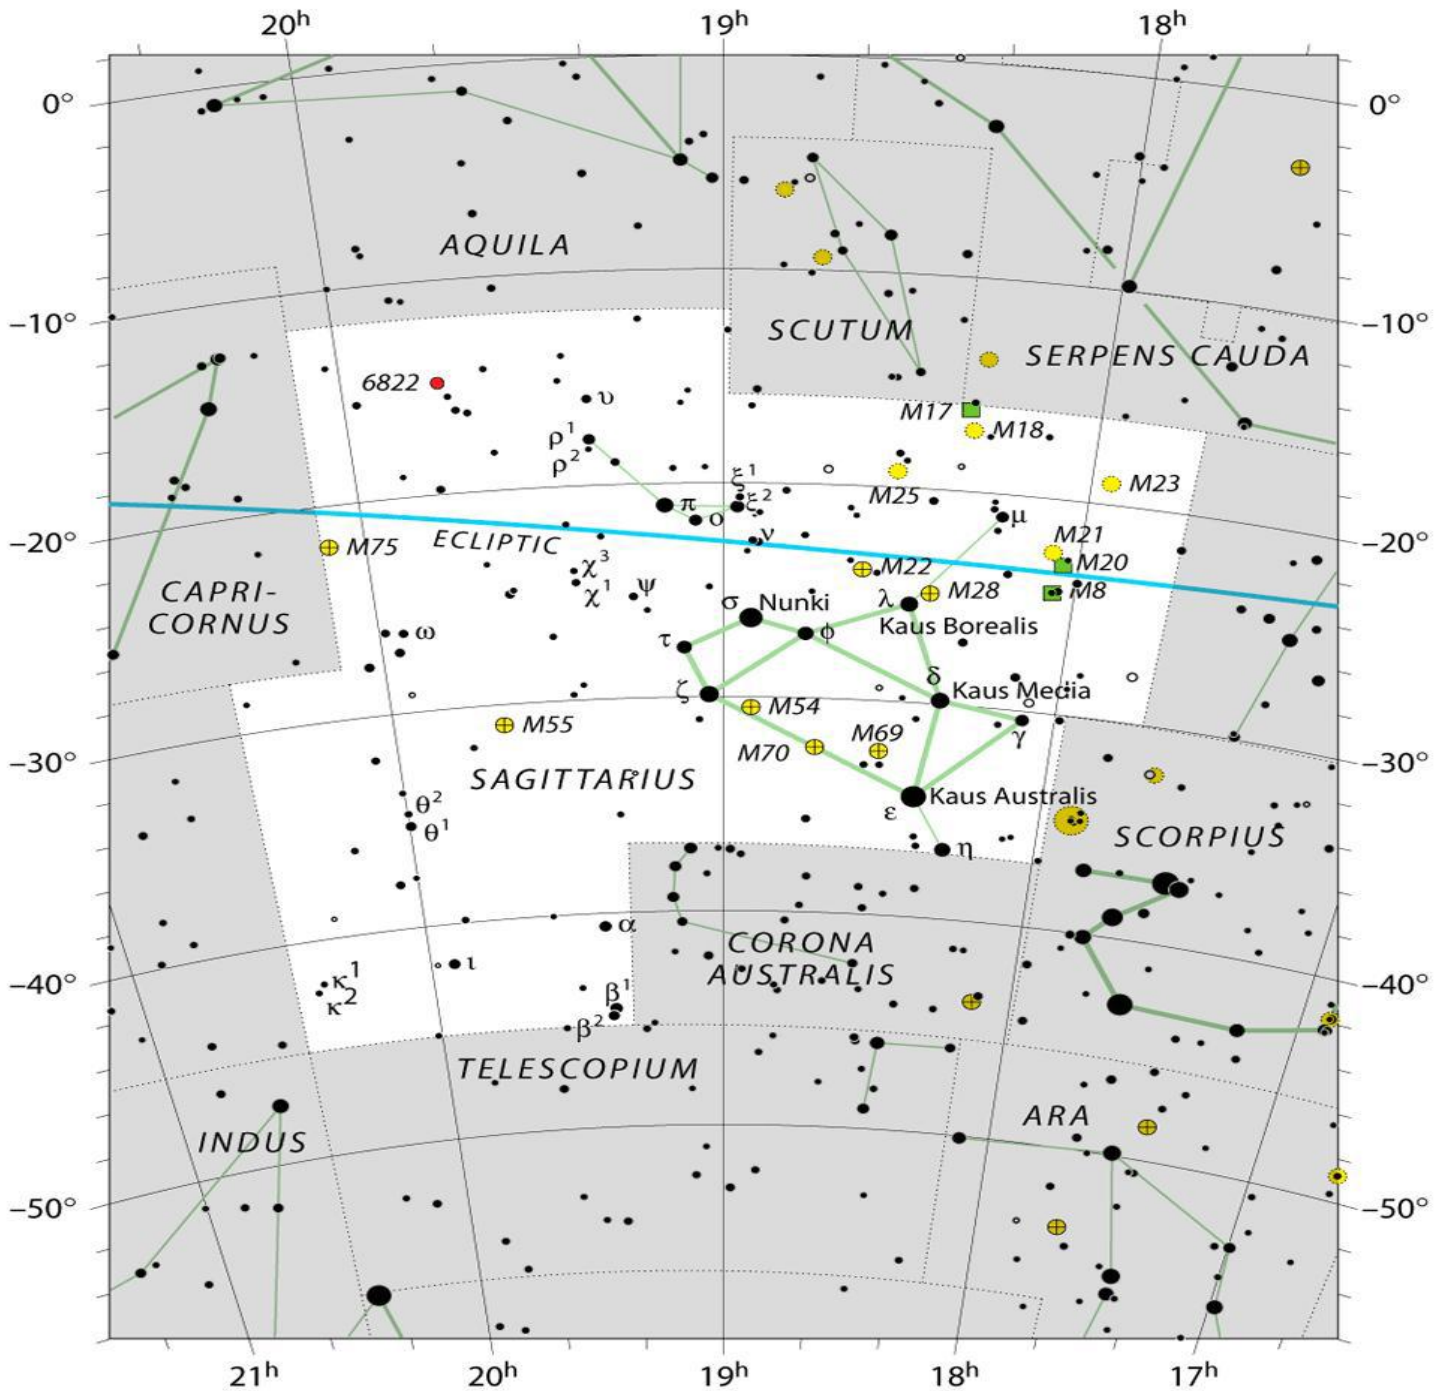 20h 19h 18h
0° 0°
AQUILA
–10° –10°
SCUTUM
SERPENS CAUDA
6822
υ
M17
M18
ρ1
ρ2
ξ1
M23
M25
π ξ2
ο μ
ν
–20° –20°
ECLIPTIC
M21
M75
M20
χ3
M22
CAPRI-
CORNUS
χ1 ψ
M28
M8
σ Nunki
λ
Kaus Borealis
ω
τ
φ
δ
ζ
Kaus Media
M54
M55
M70
M69
γ
–30° –30°
SAGITTARIUS
Kaus Australis
θ2
ε
θ1
SCORPIUS
η
α
CORONA
AUSTRALIS
ι
κ1
κ2
–40° –40°
β1
β2
TELESCOPIUM
ARA
INDUS
–50° –50°
21h 20h 19h 18h 17h